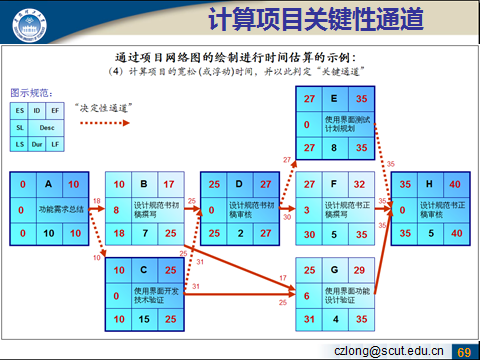 计算项目关键性通道
通过项目网络图的绘制进行时间估算的示例:
(4) 计算项目的宽松(或浮动)时间，并以此判定“关键通道”
图示规范:
ES ID EF
SL Desc
LS Dur LF
“决定性通道”
27 E 35
0 使用界面测试
计划规划
27 8 35
0 A 10
0 功能需求总结
0 10 10
18
10 B 17
8 设计规范书初
稿撰写
18 7 25
25
25 D 27
0 设计规范书初
稿审核
25 2 27
27
30
27 F 32
3 设计规范书正
稿撰写
30 5 35
35
35
35
35
35 H 40
0 设计规范书正
稿审核
35 5 40
10
10 C 25
0 使用界面开发
技术验证
10 15 25
25
31
31
17
25
25 G 29
6 使用界面功能
设计验证
31 4 35
czlong@scut.edu.cn
69